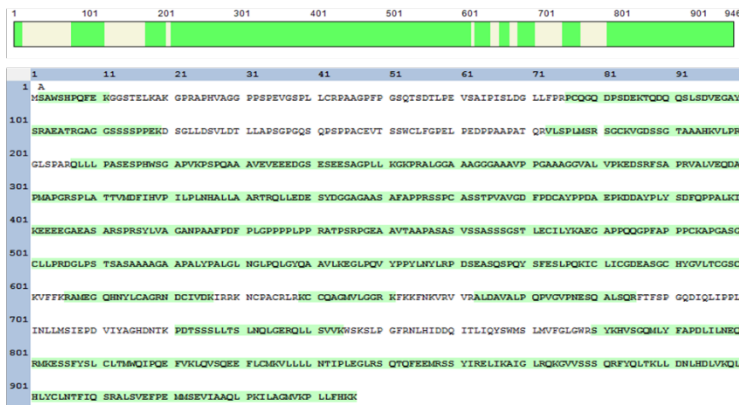 1 101 201 301 401 501 601 701 801 901 946
1 11 21 31 41 51 61 71 81 91
1 A
MSAWSHPQFE KGGSTELKAK GPRAPHVAGG PPSPEVGSPL LCRPAAGPFP GSQTSDTLPE VSAIPISLDG LLFPRPCQGQ DPSDEKTQDQ QSLSDVEGAY
101
SRAEATRGAG GSSSSPPEKD SGLLDSVLDT LLAPSGPGQS QPSPPACEVT SSWCLFGPEL PEDPPAAPAT QRVLSPLMSR SGCKVGDSSG TAAAHKVLPR
201
GLSPARQLLL PASESPHWSG APVKPSPQAA AVEVEEEDGS ESEESAGPLL KGKPRALGGA AAGGGAAAVP PGAAAGGVAL VPKEDSRFSA PRVALVEQDA
301
PMAPGRSPLA TTVMDFIHVP ILPLNHALLA ARTRQLLEDE SYDGGAGAAS AFAPPRSSPC ASSTPVAVGD FPDCAYPPDA EPKDDAYPLY SDFQPPALKI
401
KEEEEGAEAS ARSPRSYLVA GANPAAFPDF PLGPPPPLPP RATPSRPGEA AVTAAPASAS VSSASSSGST LECILYKAEG APPQQGPFAP PPCKAPGASG
501
CLLPRDGLPS TSASAAAAGA APALYPALGL NGLPQLGYQA AVLKEGLPQV YPPYLNYLRP DSEASQSPQY SFESLPQKIC LICGDEASGC HYGVLTCGSC
601
KVFFKRAMEG QHNYLCAGRN DCIVDKIRRK NCPACRLRKC CQAGMVLGGR KFKKFNKVRV VRALDAVALP QPVGVPNESQ ALSQRFTFSP GQDIQLIPPL
701
INLLMSIEPD VIYAGHDNTK PDTSSSLLTS LNQLGERQLL SVVKWSKSLP GFRNLHIDDQ ITLIQYSWMS LMVFGLGWRS YKHVSGQMLY FAPDLILNEQ
801
RMKESSFYSL CLTMWQIPQE FVKLQVSQEE FLCMKVLLLL NTIPLEGLRS QTQFEEMRSS YIRELIKAIG LRQKGVVSSS QRFYQLTKLL DNLHDLVKQL
901
HLYCLNTFIQ SRALSVEFPE MMSEVIAAQL PKILAGMVKP LLFHKK